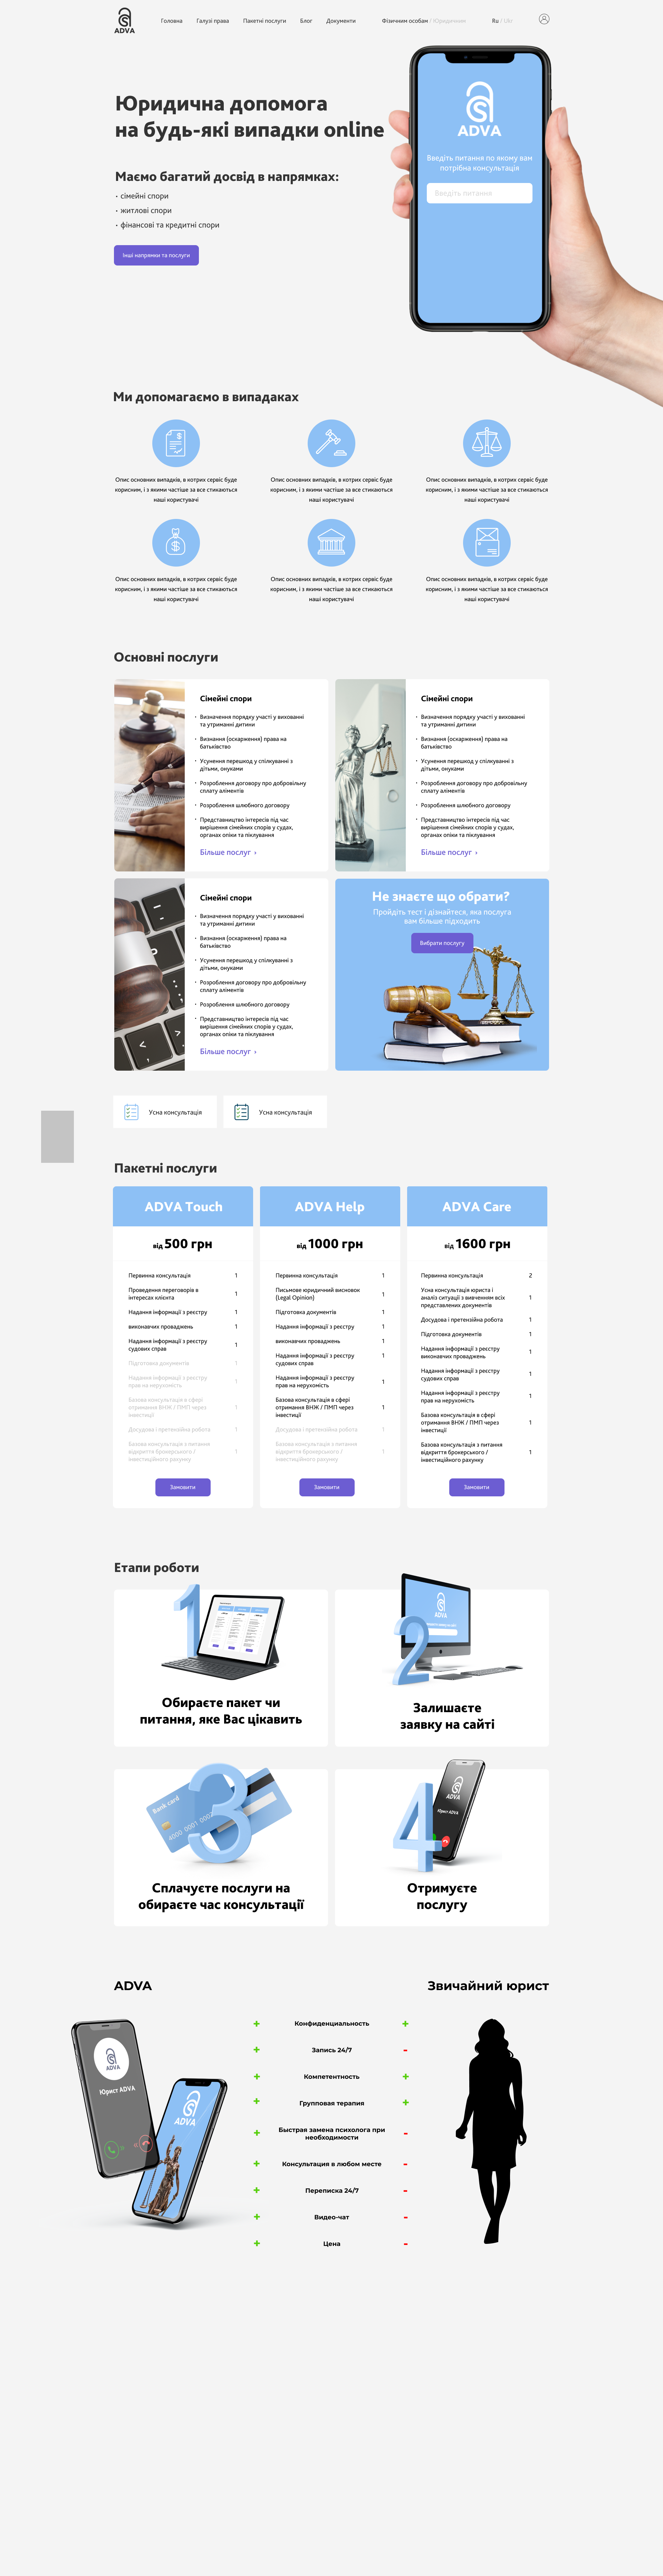 ADVA
Головна Галузі права Пакетні послуги Блог Документи Фізичним особам / Юридичним Ru / Ukr
Юридична допомога
на будь-які випадки online
Маємо багатий досвід в напрямках:
· сімейні спори
· житлові спори
· фінансові та кредитні спори
Інші напрямки та послуги
ADVA
Введіть питання по якому вам
потрібна консультація
Введіть питання
Ми допомагаємо в випадаках
Опис основних випадків, в котрих сервіс буде
корисним, і з якими частіше за все стикаються
наші користувачі
Опис основних випадків, в котрих сервіс буде
корисним, і з якими частіше за все стикаються
наші користувачі
Опис основних випадків, в котрих сервіс буде
корисним, і з якими частіше за все стикаються
наші користувачі
Опис основних випадків, в котрих сервіс буде
корисним, і з якими частіше за все стикаються
наші користувачі
Опис основних випадків, в котрих сервіс буде
корисним, і з якими частіше за все стикаються
наші користувачі
Опис основних випадків, в котрих сервіс буде
корисним, і з якими частіше за все стикаються
наші користувачі
Основні послуги
Сімейні спори
· Визначення порядку участі у вихованні
та утриманні дитини
· Визнання (оскарження) права на
батьківство
· Усунення перешкод у спілкуванні з
дітьми, онуками
· Розроблення договору про добровільну
сплату аліментів
· Розроблення шлюбного договору
· Представництво інтересів під час
вирішення сімейних спорів у судах,
органах опіки та піклування
Більше послуг ›
Сімейні спори
· Визначення порядку участі у вихованні
та утриманні дитини
· Визнання (оскарження) права на
батьківство
· Усунення перешкод у спілкуванні з
дітьми, онуками
· Розроблення договору про добровільну
сплату аліментів
· Розроблення шлюбного договору
· Представництво інтересів під час
вирішення сімейних спорів у судах,
органах опіки та піклування
Більше послуг ›
Сімейні спори
· Визначення порядку участі у вихованні
та утриманні дитини
· Визнання (оскарження) права на
батьківство
· Усунення перешкод у спілкуванні з
дітьми, онуками
· Розроблення договору про добровільну
сплату аліментів
· Розроблення шлюбного договору
· Представництво інтересів під час
вирішення сімейних спорів у судах,
органах опіки та піклування
Більше послуг ›
Не знаєте що обрати?
Пройдіть тест і дізнайтеся, яка послуга
вам більше підходить
Вибрати послугу
Усна консультація
Усна консультація
Пакетні послуги
ADVA Touch
від 500 грн
Первинна консультація 1
Проведення переговорів в
інтересах клієнта 1
Надання інформації з реєстру 1
виконавчих проваджень 1
Надання інформації з реєстру
судових справ 1
Підготовка документів 1
Надання інформації з реєстру
прав на нерухомість 1
Базова консультація в сфері
отримання ВНЖ / ПМП через
інвестиції 1
Досудова і претензійна робота 1
Базова консультація з питання
відкриття брокерського /
інвестиційного рахунку 1
Замовити
ADVA Help
від 1000 грн
Первинна консультація 1
Письмове юридичний висновок
(Legal Opinion) 1
Підготовка документів 1
Надання інформації з реєстру 1
виконавчих проваджень 1
Надання інформації з реєстру
судових справ 1
Надання інформації з реєстру
прав на нерухомість 1
Базова консультація в сфері
отримання ВНЖ / ПМП через
інвестиції 1
Досудова і претензійна робота 1
Базова консультація з питання
відкриття брокерського /
інвестиційного рахунку 1
Замовити
ADVA Care
від 1600 грн
Первинна консультація 2
Усна консультація юриста і
аналіз ситуації з вивченням всіх
представлених документів 1
Досудова і претензійна робота 1
Підготовка документів 1
Надання інформації з реєстру
виконавчих проваджень 1
Надання інформації з реєстру
судових справ 1
Надання інформації з реєстру
прав на нерухомість 1
Базова консультація в сфері
отримання ВНЖ / ПМП через
інвестиції 1
Базова консультація з питання
відкриття брокерського /
інвестиційного рахунку 1
Замовити
Етапи роботи
1
Обираєте пакет чи
питання, яке Вас цікавить
ADVA
2
Залишаєте
заявку на сайті
Bank card
4000 0001 000
3
Сплачуєте послуги на
обираєте час консультації
ADVA
Юрист ADVA
4
Отримуєте
послугу
ADVA Звичайний юрист
ADVA
Юрист ADVA
ADVA
+ Конфиденциальность +
+ Запись 24/7 -
+ Компетентность +
+ Групповая терапия +
+ Быстрая замена психолога при
необходимости -
+ Консультация в любом месте -
+ Переписка 24/7 -
+ Видео-чат -
+ Цена -